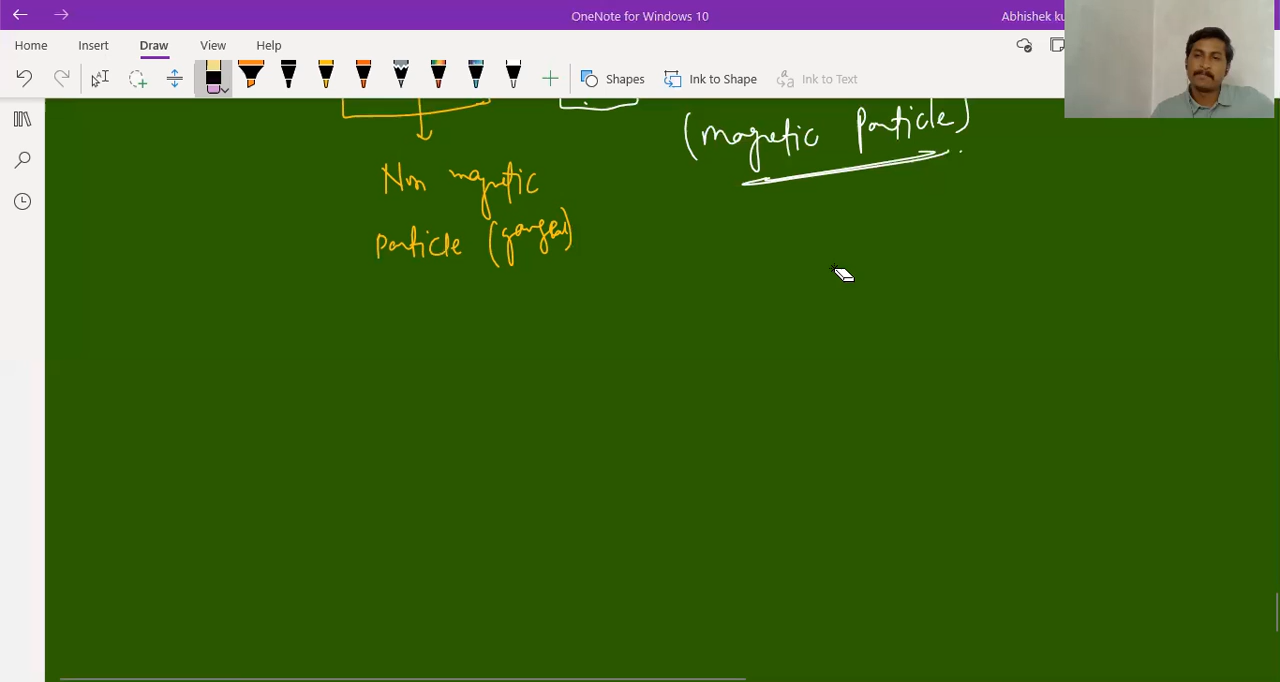 OneNote for Windows 10
Abhishek ku
Home Insert Draw View Help
Shapes Ink to Shape Ink to Text
(magnetic Particle)
Non magnetic
particle